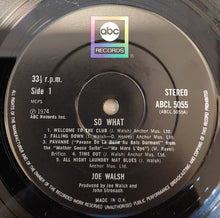 abc
RECORDS
33⅓ r.p.m.
STEREO
Side 1
SO WHAT
ABCL 5055
MCPS
(ABCL 5055A)
℗ 1974
ABC Records Inc.
1. WELCOME TO THE CLUB (J. Walsh) Anchor Mus. Ltd.
2. FALLING DOWN (J. Walsh) Anchor Mus. Ltd.
3. PAVANNE ("Pavane De La Belle Au Bois Dormant" from
the "Mother Goose Suite"—"Ma Mere L'Oye") (M. Ravel)
4. TIME OUT (J. Walsh) Anchor Mus. Ltd.
5. ALL NIGHT LAUNDRY MAT BLUES (J. Walsh)
Anchor Mus. Ltd.
JOE WALSH
Produced by Joe Walsh and
John Stronach
MADE IN U.K.